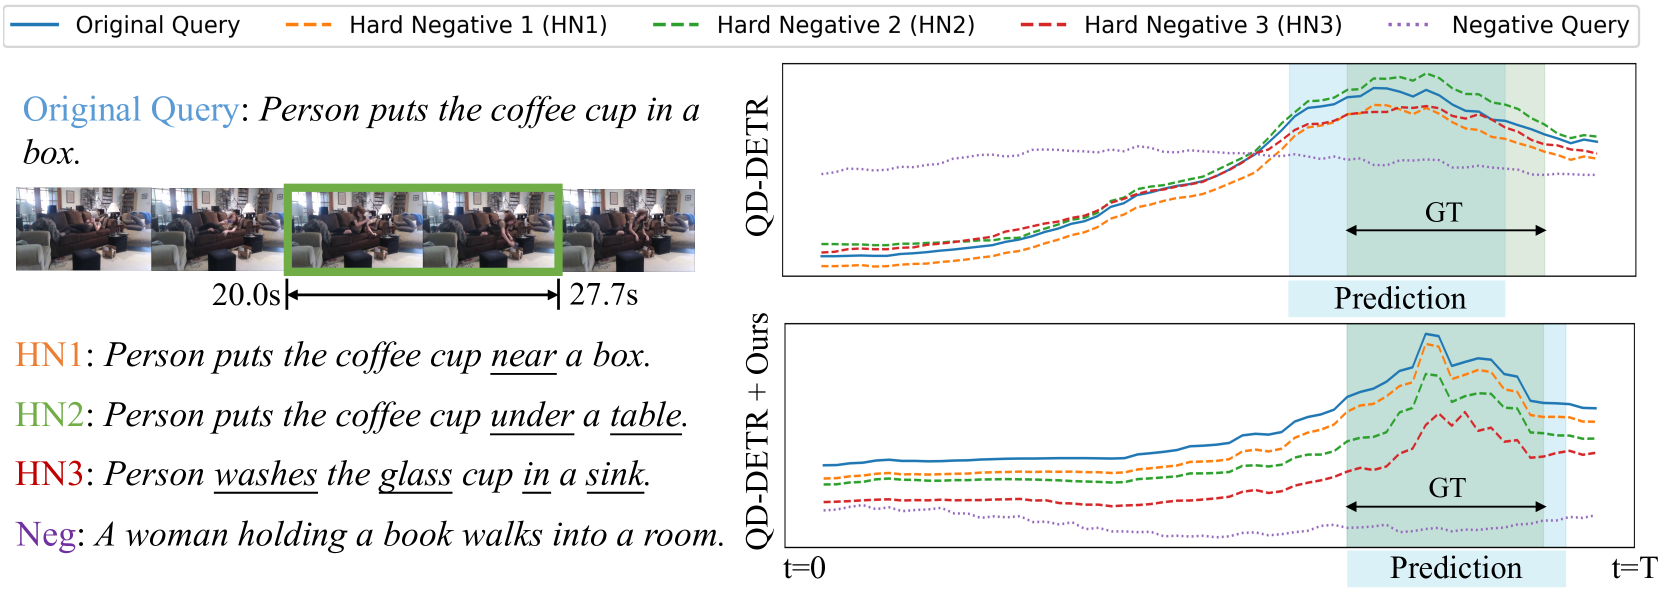 Original Query
Hard Negative 1 (HN1)
Hard Negative 2 (HN2)
Hard Negative 3 (HN3)
Negative Query
Original Query: Person puts the coffee cup in a
box.
20.0s
27.7s
HN1: Person puts the coffee cup near a box.
HN2: Person puts the coffee cup under a table.
HN3: Person washes the glass cup in a sink.
Neg: A woman holding a book walks into a room.
QD-DETR
GT
Prediction
QD-DETR + Ours
GT
t=0
Prediction
t=T